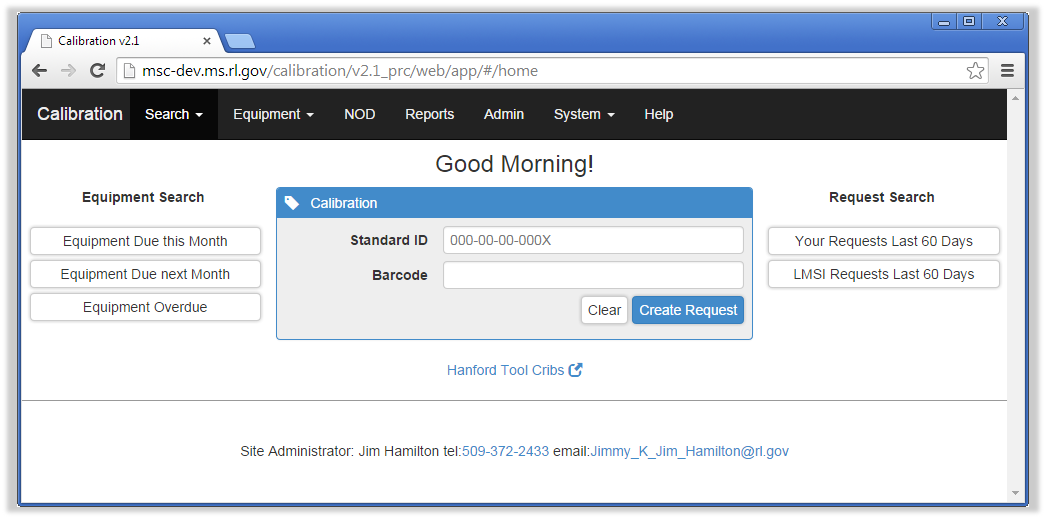 Calibration v2.1
msc-dev.ms.rl.gov/calibration/v2.1_prc/web/app/#/home
Calibration Search Equipment NOD Reports Admin System Help
Good Morning!
Equipment Search
Equipment Due this Month
Equipment Due next Month
Equipment Overdue
Calibration
Standard ID 000-00-00-000X
Barcode
Clear Create Request
Request Search
Your Requests Last 60 Days
LMSI Requests Last 60 Days
Hanford Tool Cribs
Site Administrator: Jim Hamilton tel:509-372-2433 email:Jimmy_K_Jim_Hamilton@rl.gov